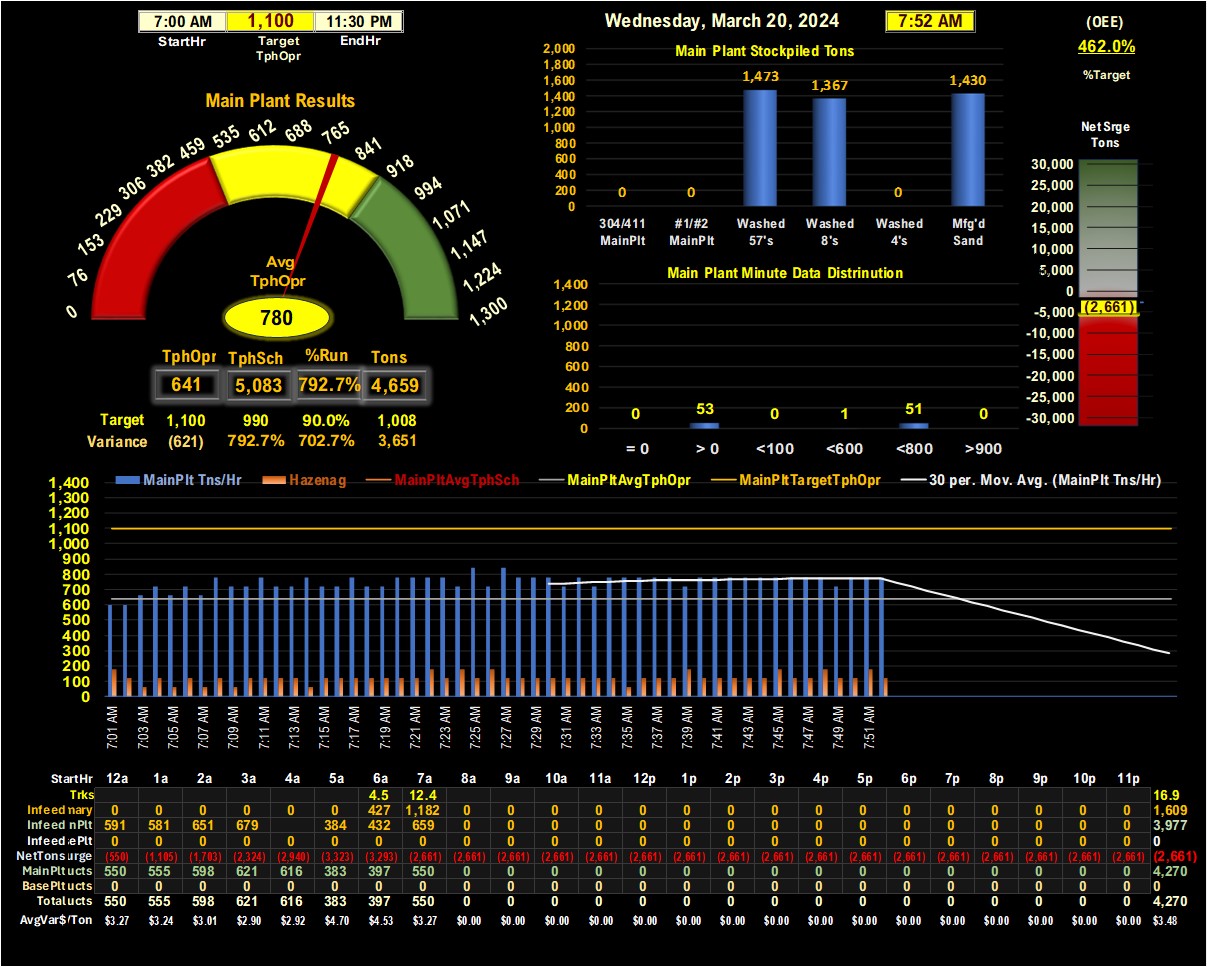 7:00 AM 1,100 11:30 PM
StartHr Target TphOpr EndHr
Wednesday, March 20, 2024 7:52 AM
(OEE)
462.0%
%Target
Main Plant Results
0 76 153 229 306 382 459 535 612 688 765 841 918 994 1,071 1,147 1,224 1,300
Avg
TphOpr
780
TphOpr TphSch %Run Tons
641 5,083 792.7% 4,659
Target 1,100 990 90.0% 1,008
Variance (621) 792.7% 702.7% 3,651
Main Plant Stockpiled Tons
2,000
1,800
1,600
1,400
1,200
1,000
800
600
400
200
0
0 0 1,473 1,367 0 1,430
304/411 #1/#2 Washed Washed Washed Mfg'd
MainPlt MainPlt 57's 8's 4's Sand
Main Plant Minute Data Distrinution
1,400
1,200
1,000
800
600
400
200
0
0 53 0 1 51 0
= 0 > 0 <100 <600 <800 >900
Net Srge
Tons
30,000
25,000
20,000
15,000
10,000
5,000
0
-5,000
-10,000
-15,000
-20,000
-25,000
-30,000
(2,661)
MainPlt Tns/Hr Hazenag MainPltAvgTphSch MainPltAvgTphOpr MainPltTargetTphOpr 30 per. Mov. Avg. (MainPlt Tns/Hr)
1,400
1,300
1,200
1,100
1,000
900
800
700
600
500
400
300
200
100
0
7:01 AM 7:03 AM 7:05 AM 7:07 AM 7:09 AM 7:11 AM 7:13 AM 7:15 AM 7:17 AM 7:19 AM 7:21 AM 7:23 AM 7:25 AM 7:27 AM 7:29 AM 7:31 AM 7:33 AM 7:35 AM 7:37 AM 7:39 AM 7:41 AM 7:43 AM 7:45 AM 7:47 AM 7:49 AM 7:51 AM
StartHr 12a 1a 2a 3a 4a 5a 6a 7a 8a 9a 10a 11a 12p 1p 2p 3p 4p 5p 6p 7p 8p 9p 10p 11p
Trks 4.5 12.4 16.9
Infeed nary 0 0 0 0 0 0 427 1,182 0 0 0 0 0 0 0 0 0 0 0 0 0 0 0 0 1,609
Infeed nPlt 591 581 651 679 384 432 659 0 0 0 0 0 0 0 0 0 0 0 0 0 0 0 0 3,977
Infeed ePlt 0 0 0 0 0 0 0 0 0 0 0 0 0 0 0 0 0 0 0 0 0 0 0 0 0
NetTons urge (550) (1,105) (1,703) (2,324) (2,940) (3,323) (3,293) (2,661) (2,661) (2,661) (2,661) (2,661) (2,661) (2,661) (2,661) (2,661) (2,661) (2,661) (2,661) (2,661) (2,661) (2,661) (2,661) (2,661) (2,661)
MainPlt ucts 550 555 598 621 616 383 397 550 0 0 0 0 0 0 0 0 0 0 0 0 0 0 0 0 4,270
BasePlt ucts 0 0 0 0 0 0 0 0 0 0 0 0 0 0 0 0 0 0 0 0 0 0 0 0 0
Total ucts 550 555 598 621 616 383 397 550 0 0 0 0 0 0 0 0 0 0 0 0 0 0 0 0 4,270
AvgVar$/Ton $3.27 $3.24 $3.01 $2.90 $2.92 $4.70 $4.53 $3.27 $0.00 $0.00 $0.00 $0.00 $0.00 $0.00 $0.00 $0.00 $0.00 $0.00 $0.00 $0.00 $0.00 $0.00 $0.00 $0.00 $3.48